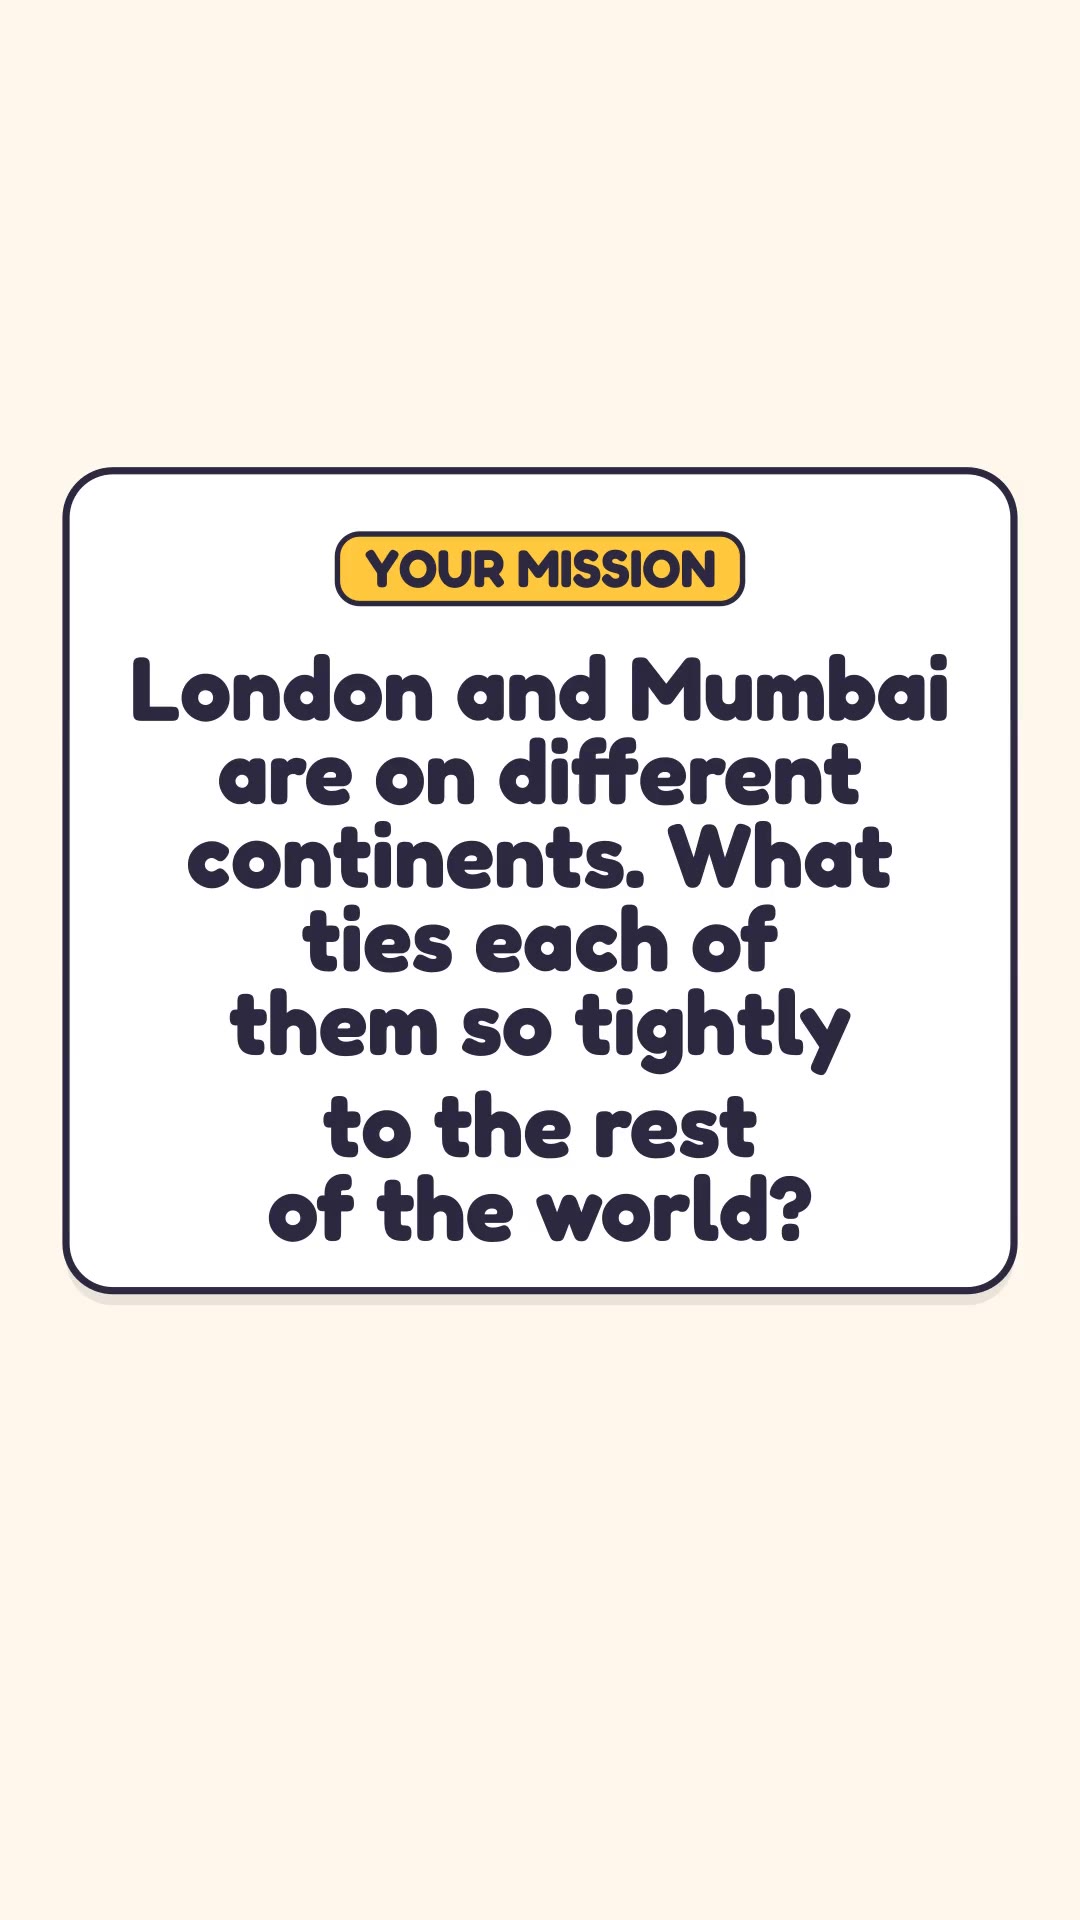 YOUR MISSION
London and Mumbai
are on different
continents. What
ties each of
them so tightly
to the rest
of the world?